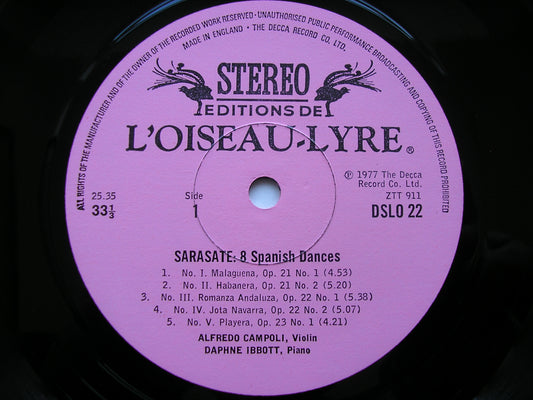 ALL RIGHTS OF THE MANUFACTURER AND OF THE OWNER OF THE RECORDED WORK RESERVED · UNAUTHORISED PUBLIC PERFORMANCE BROADCASTING AND COPYING OF THIS RECORD PROHIBITED
MADE IN ENGLAND · THE DECCA RECORD CO. LTD.
STEREO
EDITIONS DE
L'OISEAU-LYRE ®
25.35
33⅓
Side
1
℗ 1977 The Decca
Record Co. Ltd.
ZTT 911
DSLO 22
SARASATE: 8 Spanish Dances
1. No. I. Malaguena, Op. 21 No. 1 (4.53)
2. No. II. Habanera, Op. 21 No. 2 (5.20)
3. No. III. Romanza Andaluza, Op. 22 No. 1 (5.38)
4. No. IV. Jota Navarra, Op. 22 No. 2 (5.07)
5. No. V. Playera, Op. 23 No. 1 (4.21)
ALFREDO CAMPOLI, Violin
DAPHNE IBBOTT, Piano